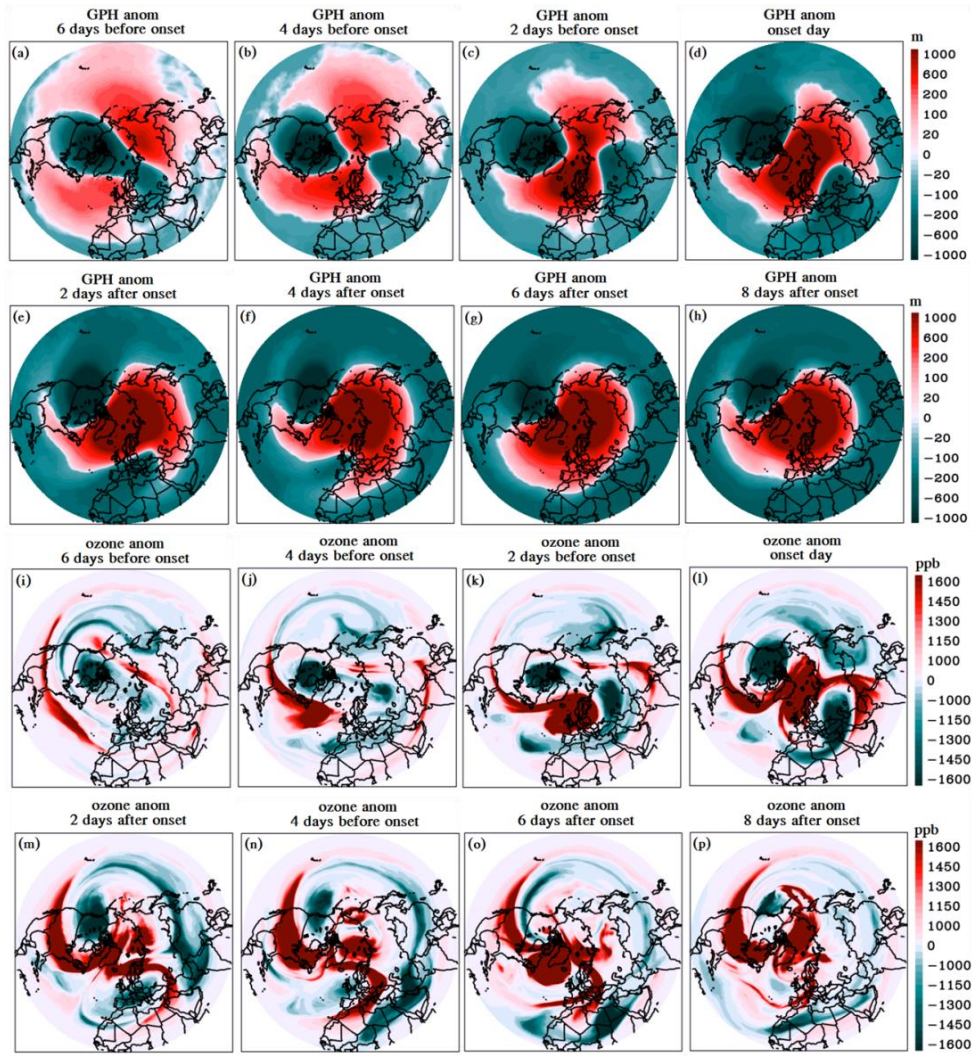 GPH anom
6 days before onset
GPH anom
4 days before onset
GPH anom
2 days before onset
GPH anom
onset day
(a)
(b)
(c)
(d)
m
1000
600
200
100
20
0
-20
-100
-200
-600
-1000
GPH anom
2 days after onset
GPH anom
4 days after onset
GPH anom
6 days after onset
GPH anom
8 days after onset
(e)
(f)
(g)
(h)
m
1000
600
200
100
20
0
-20
-100
-200
-600
-1000
ozone anom
6 days before onset
ozone anom
4 days before onset
ozone anom
2 days before onset
ozone anom
onset day
(i)
(j)
(k)
(l)
ppb
1600
1450
1300
1150
1000
0
-1000
-1150
-1300
-1450
-1600
ozone anom
2 days after onset
ozone anom
4 days before onset
ozone anom
6 days after onset
ozone anom
8 days after onset
(m)
(n)
(o)
(p)
ppb
1600
1450
1300
1150
1000
0
-1000
-1150
-1300
-1450
-1600